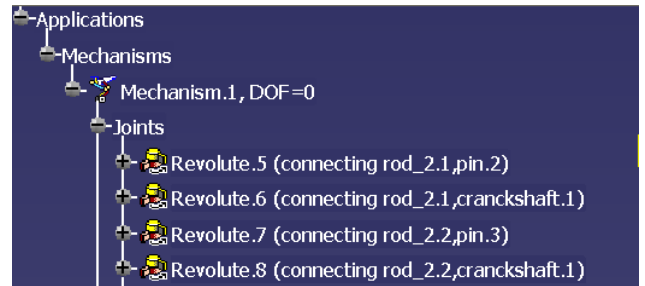 Applications
Mechanisms
Mechanism.1, DOF=0
Joints
Revolute.5 (connecting rod_2.1,pin.2)
Revolute.6 (connecting rod_2.1,cranckshaft.1)
Revolute.7 (connecting rod_2.2,pin.3)
Revolute.8 (connecting rod_2.2,cranckshaft.1)